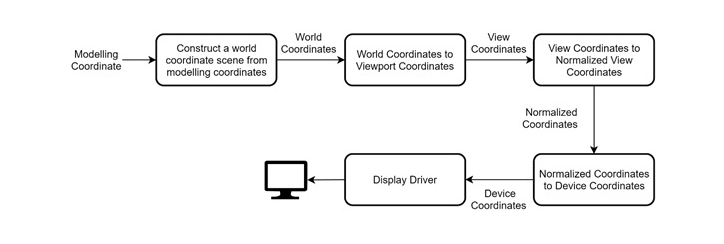 Modelling
Coordinate
Construct a world
coordinate scene from
modelling coordinates
World
Coordinates
World Coordinates to
Viewport Coordinates
View
Coordinates
View Coordinates to
Normalized View
Coordinates
Normalized
Coordinates
Normalized Coordinates
to Device Coordinates
Device
Coordinates
Display Driver